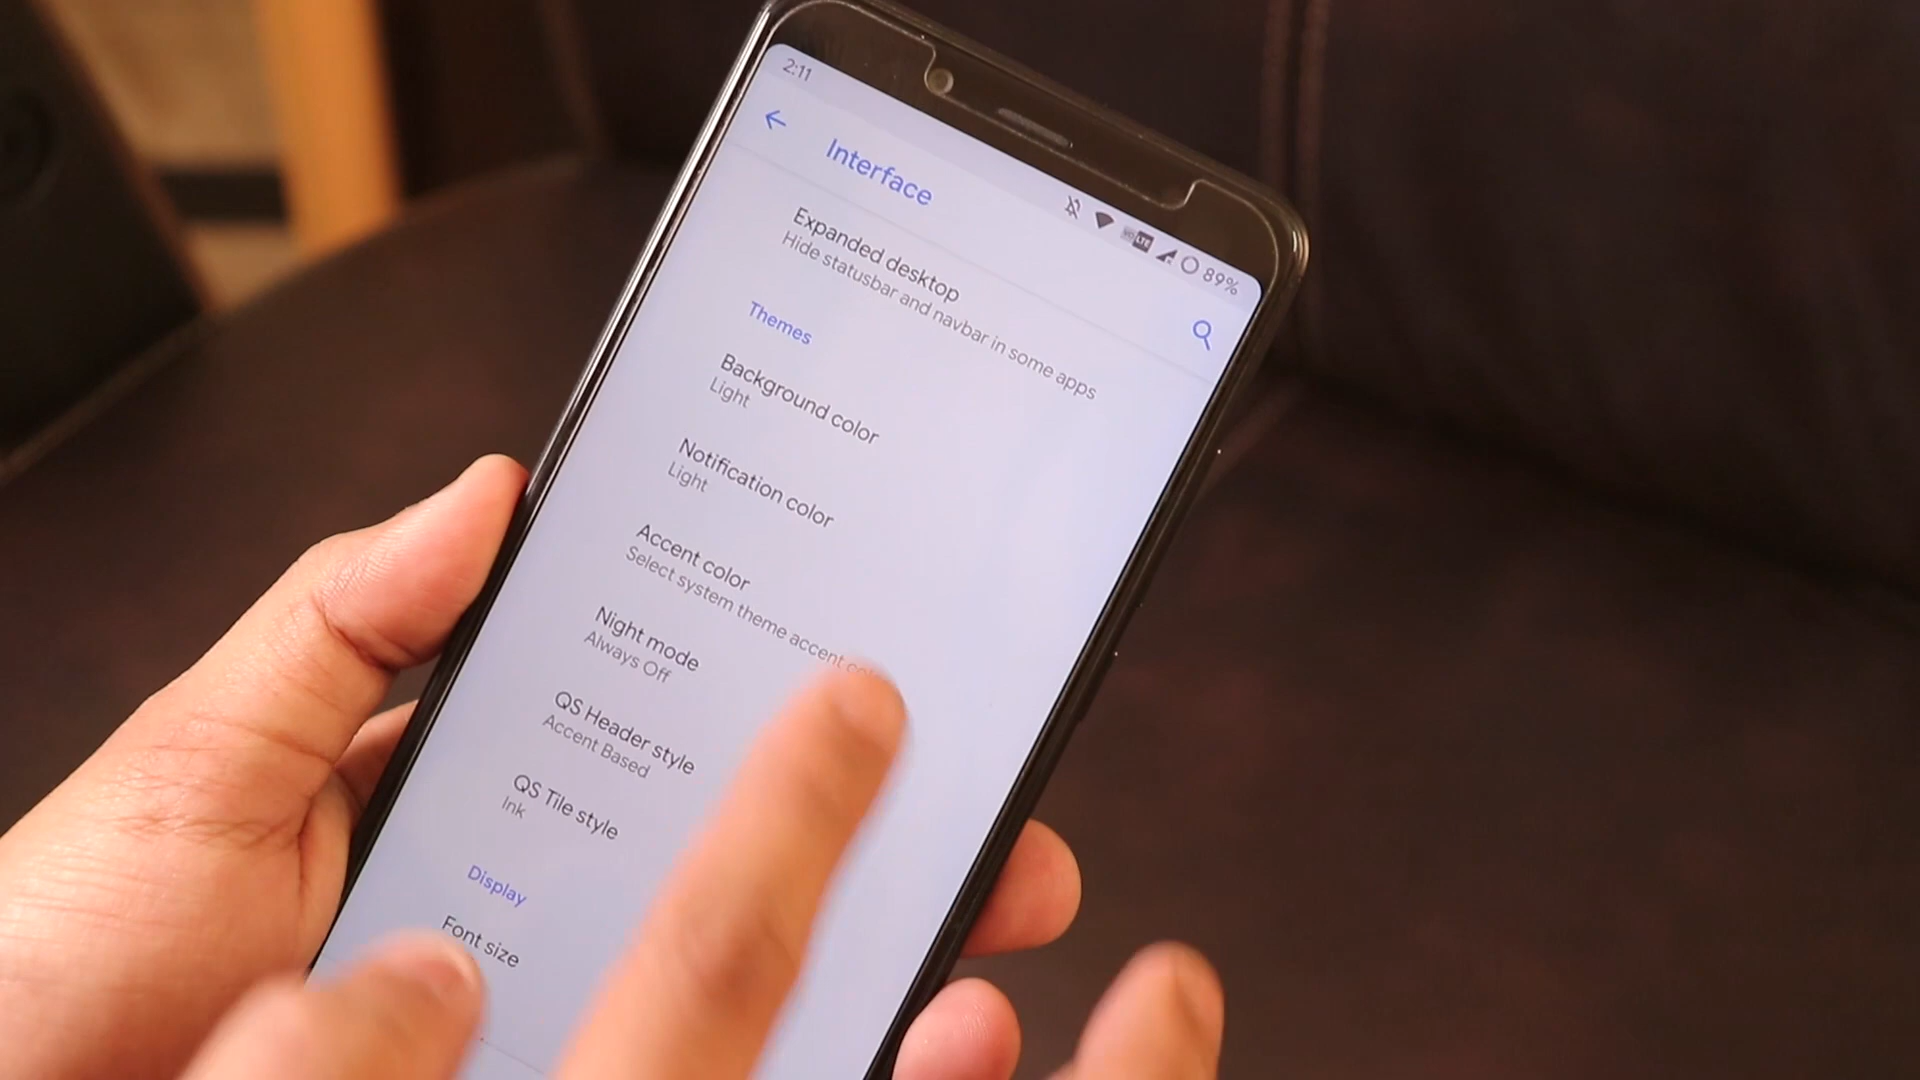 2:11
89%
Interface
Expanded desktop
Hide statusbar and navbar in some apps
Themes
Background color
Light
Notification color
Light
Accent color
Select system theme accent
Night mode
Always Off
QS Header style
Accent Based
QS Tile style
Ink
Display
Font size